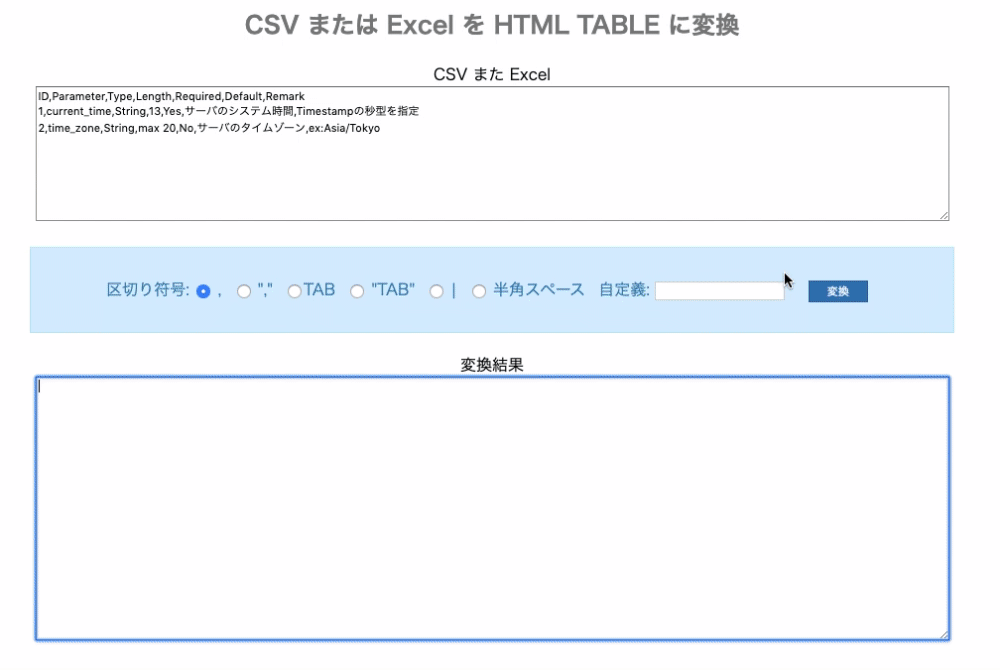 CSV または Excel を HTML TABLE に変換
CSV また Excel
ID,Parameter,Type,Length,Required,Default,Remark
1,current_time,String,13,Yes,サーバのシステム時間,Timestampの秒型を指定
2,time_zone,String,max 20,No,サーバのタイムゾーン,ex:Asia/Tokyo
区切り符号: , "," TAB "TAB" | 半角スペース 自定義: 変換
変換結果